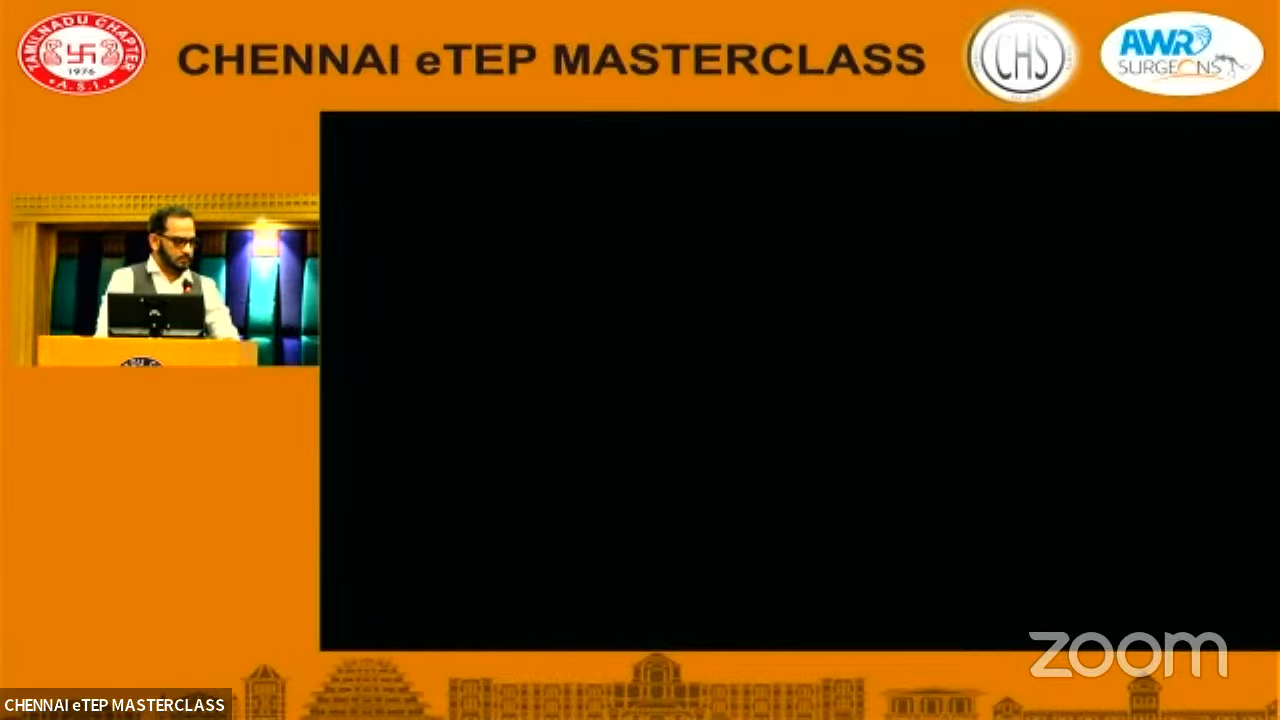 TAMILNADU CHAPTER
1976
A.S.I.
CHENNAI eTEP MASTERCLASS
CHS
AWR
SURGEONS
zoom
CHENNAI eTEP MASTERCLASS